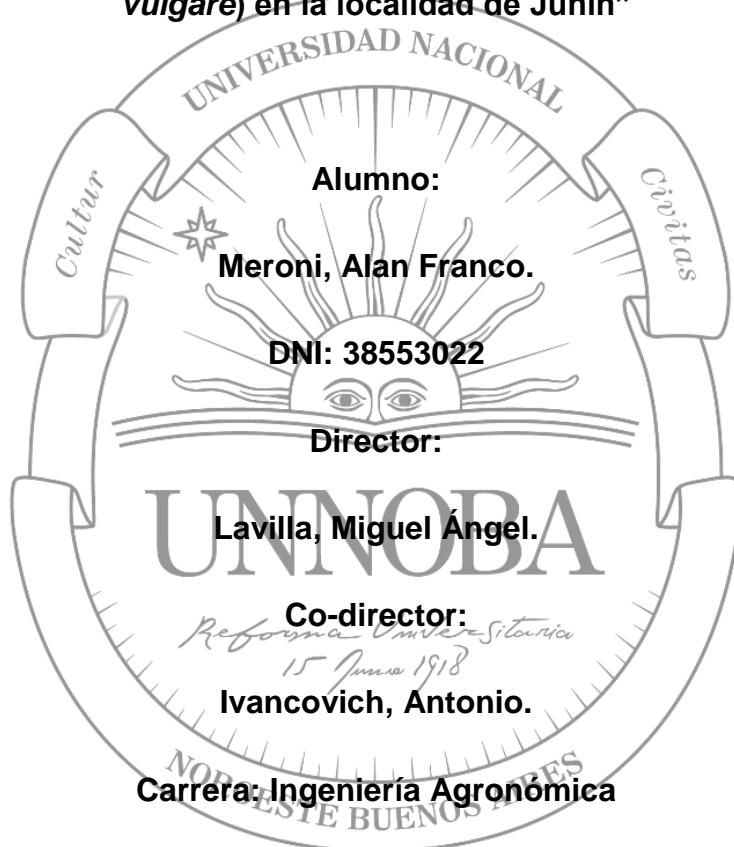 vulgare) en la localidad de Junín”
UNIVERSIDAD NACIONAL
Cultur
Civitas
Alumno:
Meroni, Alan Franco.
DNI: 38553022
Director:
UNNOBA
Lavilla, Miguel Ángel.
Co-director:
Reforma Universitaria
15 Junio 1918
Ivancovich, Antonio.
Carrera: Ingeniería Agronómica
NOROESTE BUENOS AIRES